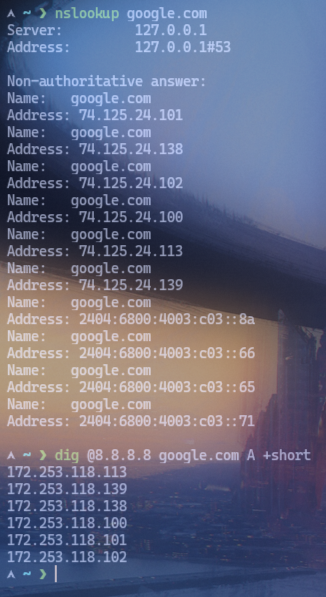 ^ ~ ❯ nslookup google.com
Server:         127.0.0.1
Address:        127.0.0.1#53
Non-authoritative answer:
Name:   google.com
Address: 74.125.24.101
Name:   google.com
Address: 74.125.24.138
Name:   google.com
Address: 74.125.24.102
Name:   google.com
Address: 74.125.24.100
Name:   google.com
Address: 74.125.24.113
Name:   google.com
Address: 74.125.24.139
Name:   google.com
Address: 2404:6800:4003:c03::8a
Name:   google.com
Address: 2404:6800:4003:c03::66
Name:   google.com
Address: 2404:6800:4003:c03::65
Name:   google.com
Address: 2404:6800:4003:c03::71
^ ~ ❯ dig @8.8.8.8 google.com A +short
172.253.118.113
172.253.118.139
172.253.118.138
172.253.118.100
172.253.118.101
172.253.118.102
^ ~ ❯